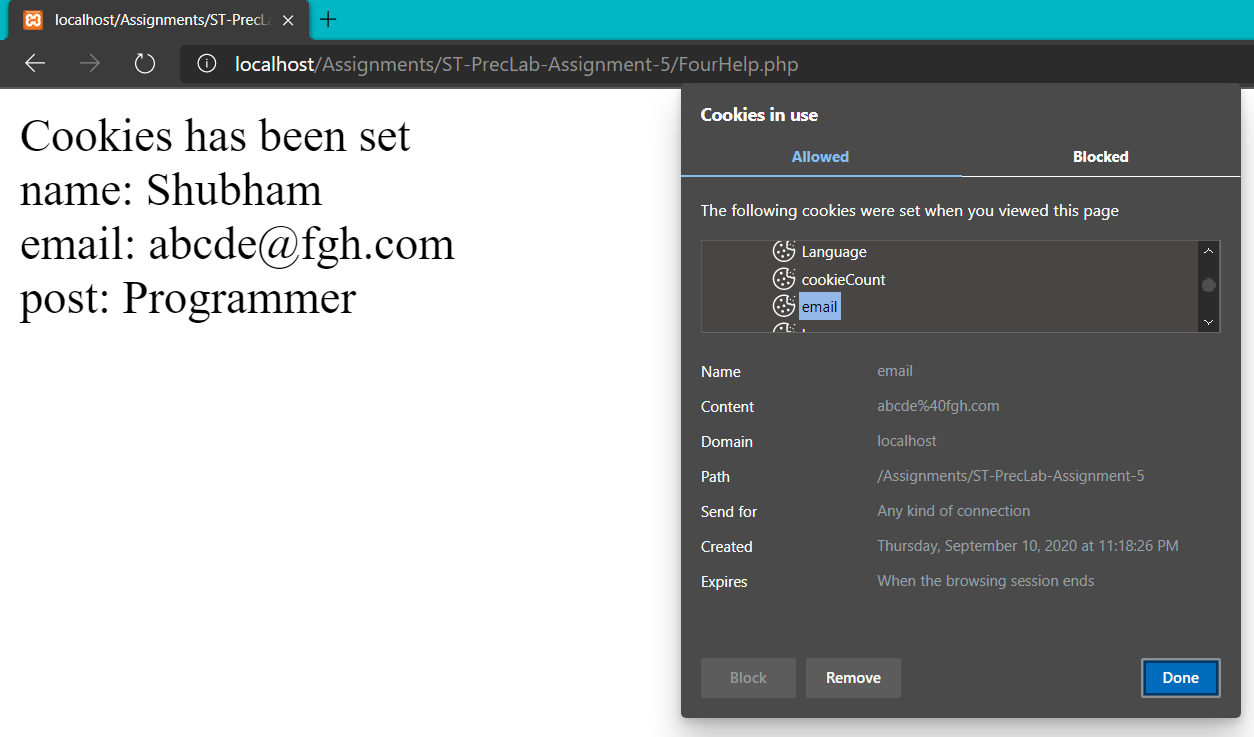 localhost/Assignments/ST-PrecLa
localhost/Assignments/ST-PrecLab-Assignment-5/FourHelp.php
Cookies has been set
name: Shubham
email: abcde@fgh.com
post: Programmer
Cookies in use
Allowed Blocked
The following cookies were set when you viewed this page
Language
cookieCount
email
Name email
Content abcde%40fgh.com
Domain localhost
Path /Assignments/ST-PrecLab-Assignment-5
Send for Any kind of connection
Created Thursday, September 10, 2020 at 11:18:26 PM
Expires When the browsing session ends
Block Remove Done